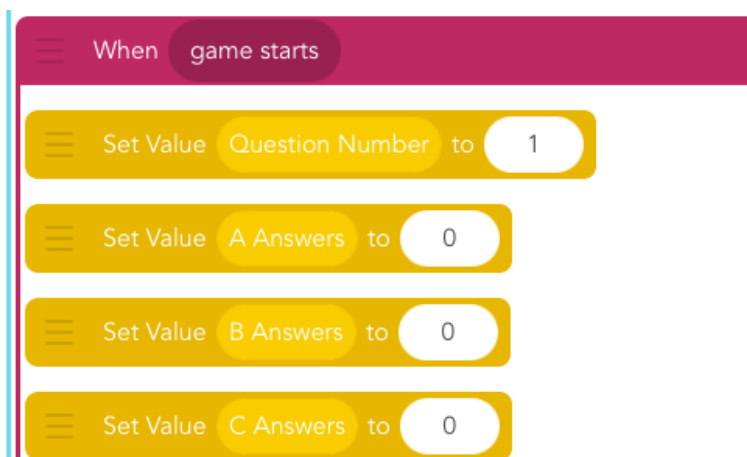 When game starts
Set Value Question Number to 1
Set Value A Answers to 0
Set Value B Answers to 0
Set Value C Answers to 0